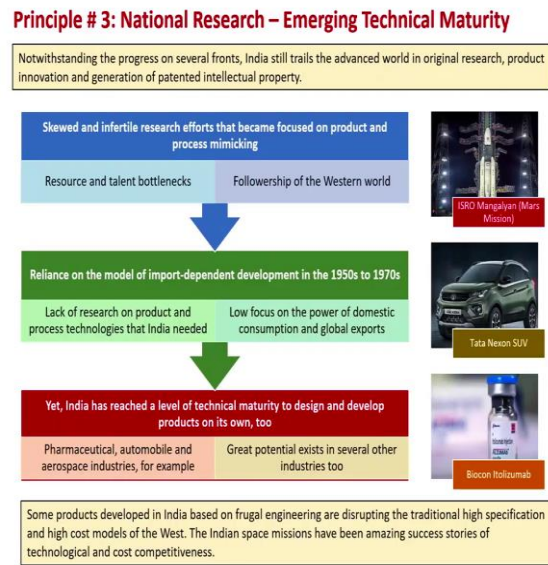 Principle # 3: National Research – Emerging Technical Maturity
Notwithstanding the progress on several fronts, India still trails the advanced world in original research, product
innovation and generation of patented intellectual property.
Skewed and infertile research efforts that became focused on product and
process mimicking
Resource and talent bottlenecks
Followership of the Western world
ISRO Mangalyan (Mars
Mission)
Reliance on the model of import-dependent development in the 1950s to 1970s
Lack of research on product and
process technologies that India needed
Low focus on the power of domestic
consumption and global exports
Tata Nexon SUV
Yet, India has reached a level of technical maturity to design and develop
products on its own, too
Pharmaceutical, automobile and
aerospace industries, for example
Great potential exists in several other
industries too
Biocon Itolizumab
Some products developed in India based on frugal engineering are disrupting the traditional high specification
and high cost models of the West. The Indian space missions have been amazing success stories of
technological and cost competitiveness.